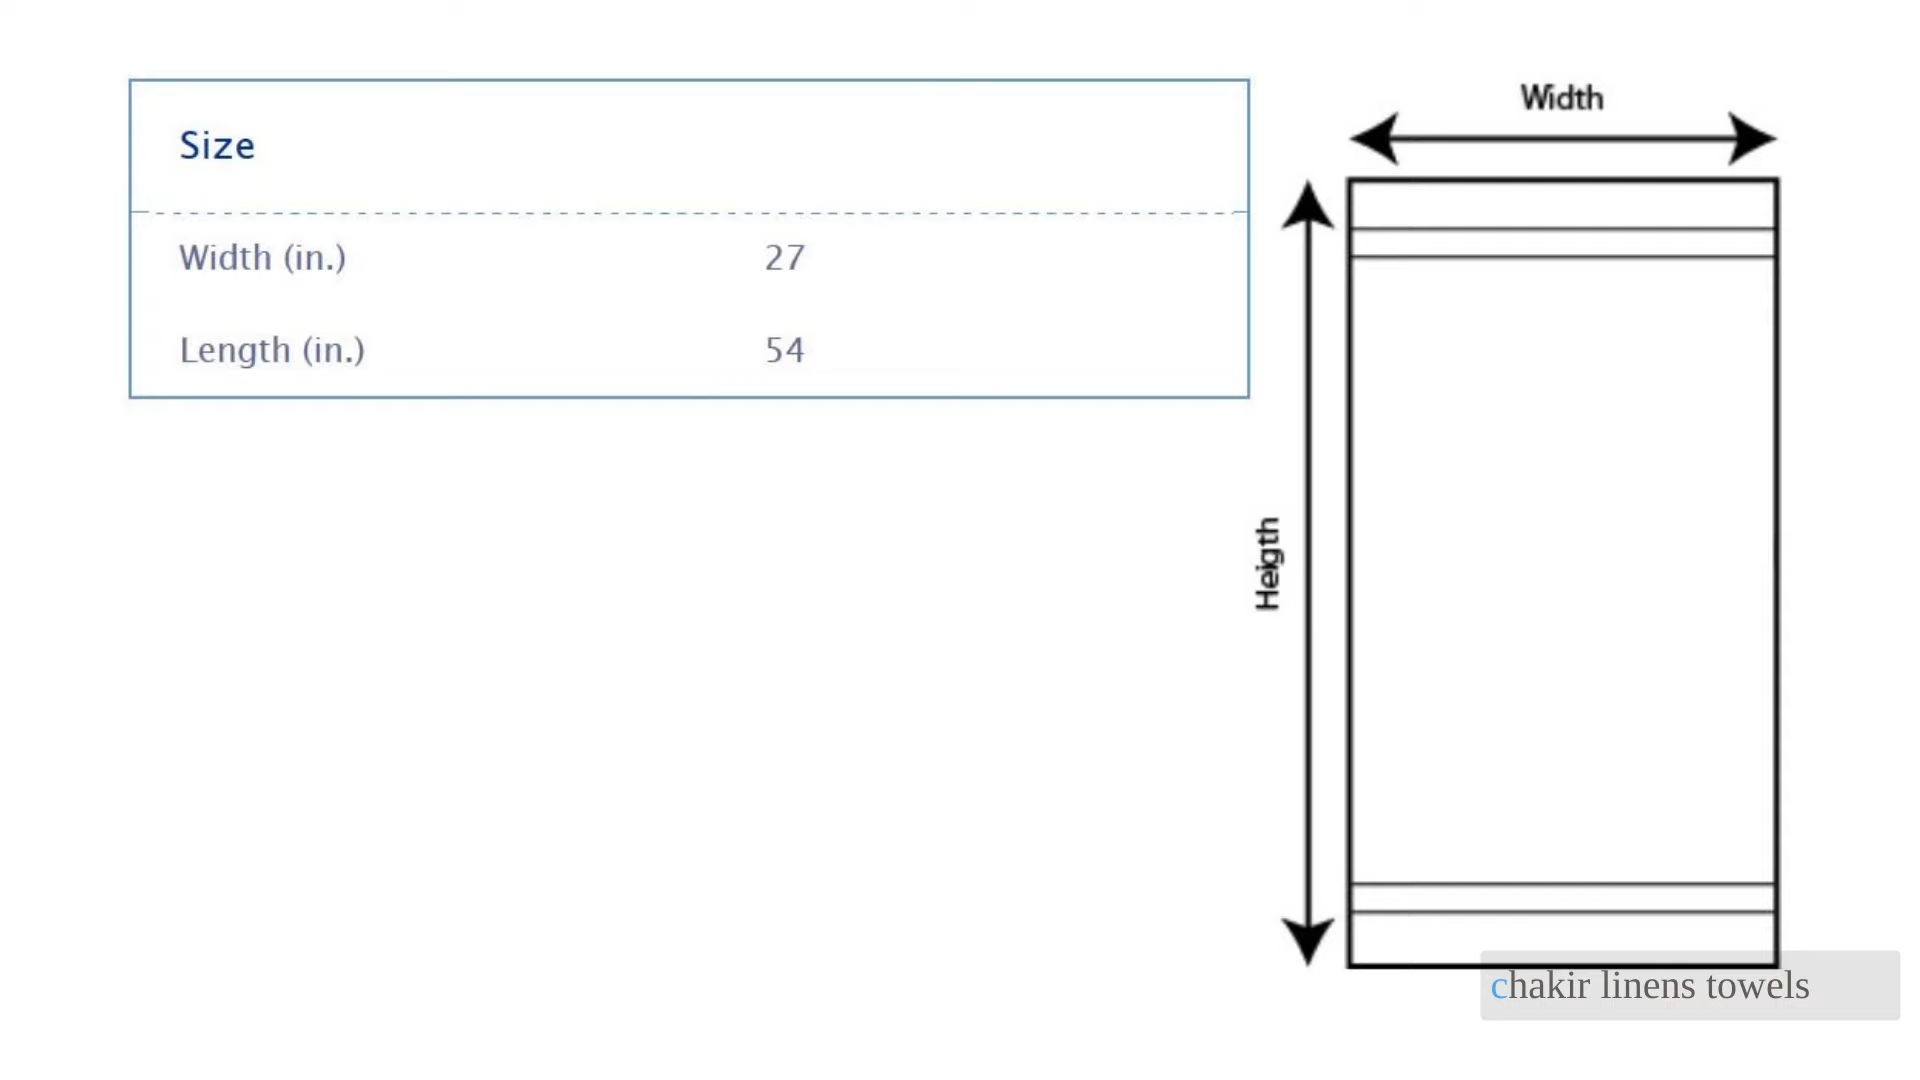 Size
Width (in.) 27
Length (in.) 54
Width
Heigth
chakir linens towels